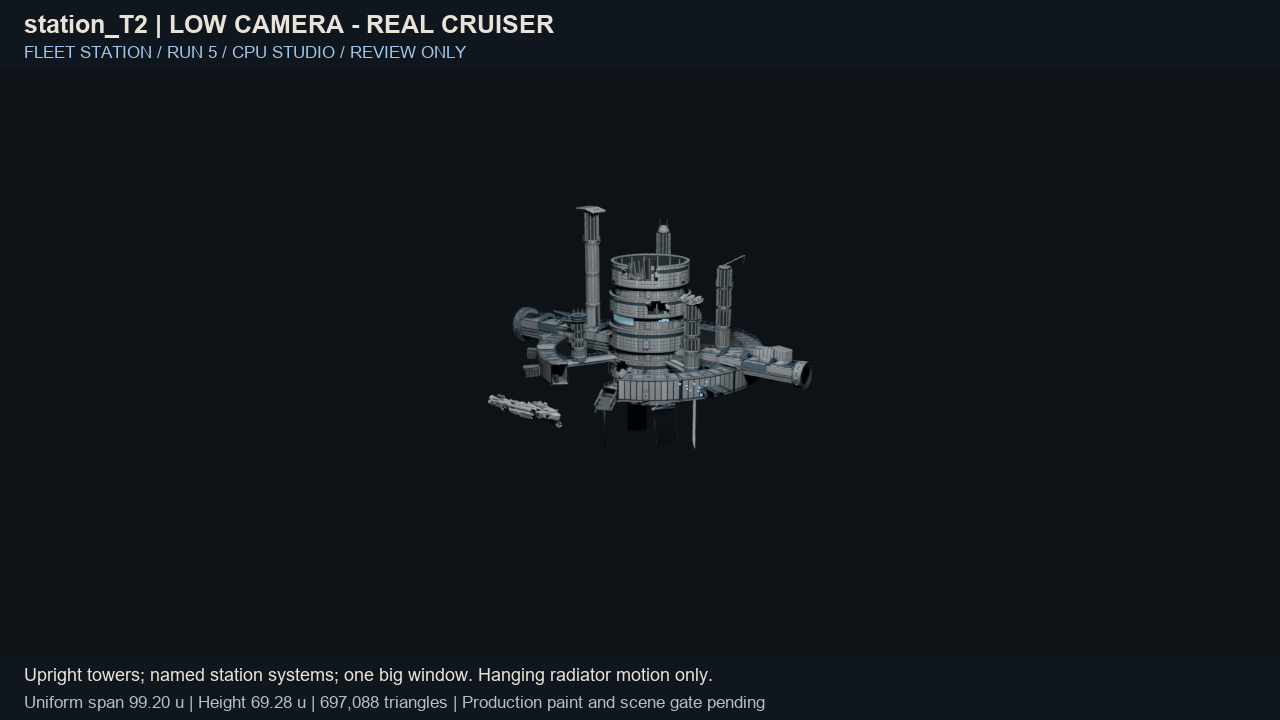 station_T2 | LOW CAMERA - REAL CRUISER
FLEET STATION / RUN 5 / CPU STUDIO / REVIEW ONLY
Upright towers; named station systems; one big window. Hanging radiator motion only.
Uniform span 99.20 u | Height 69.28 u | 697,088 triangles | Production paint and scene gate pending